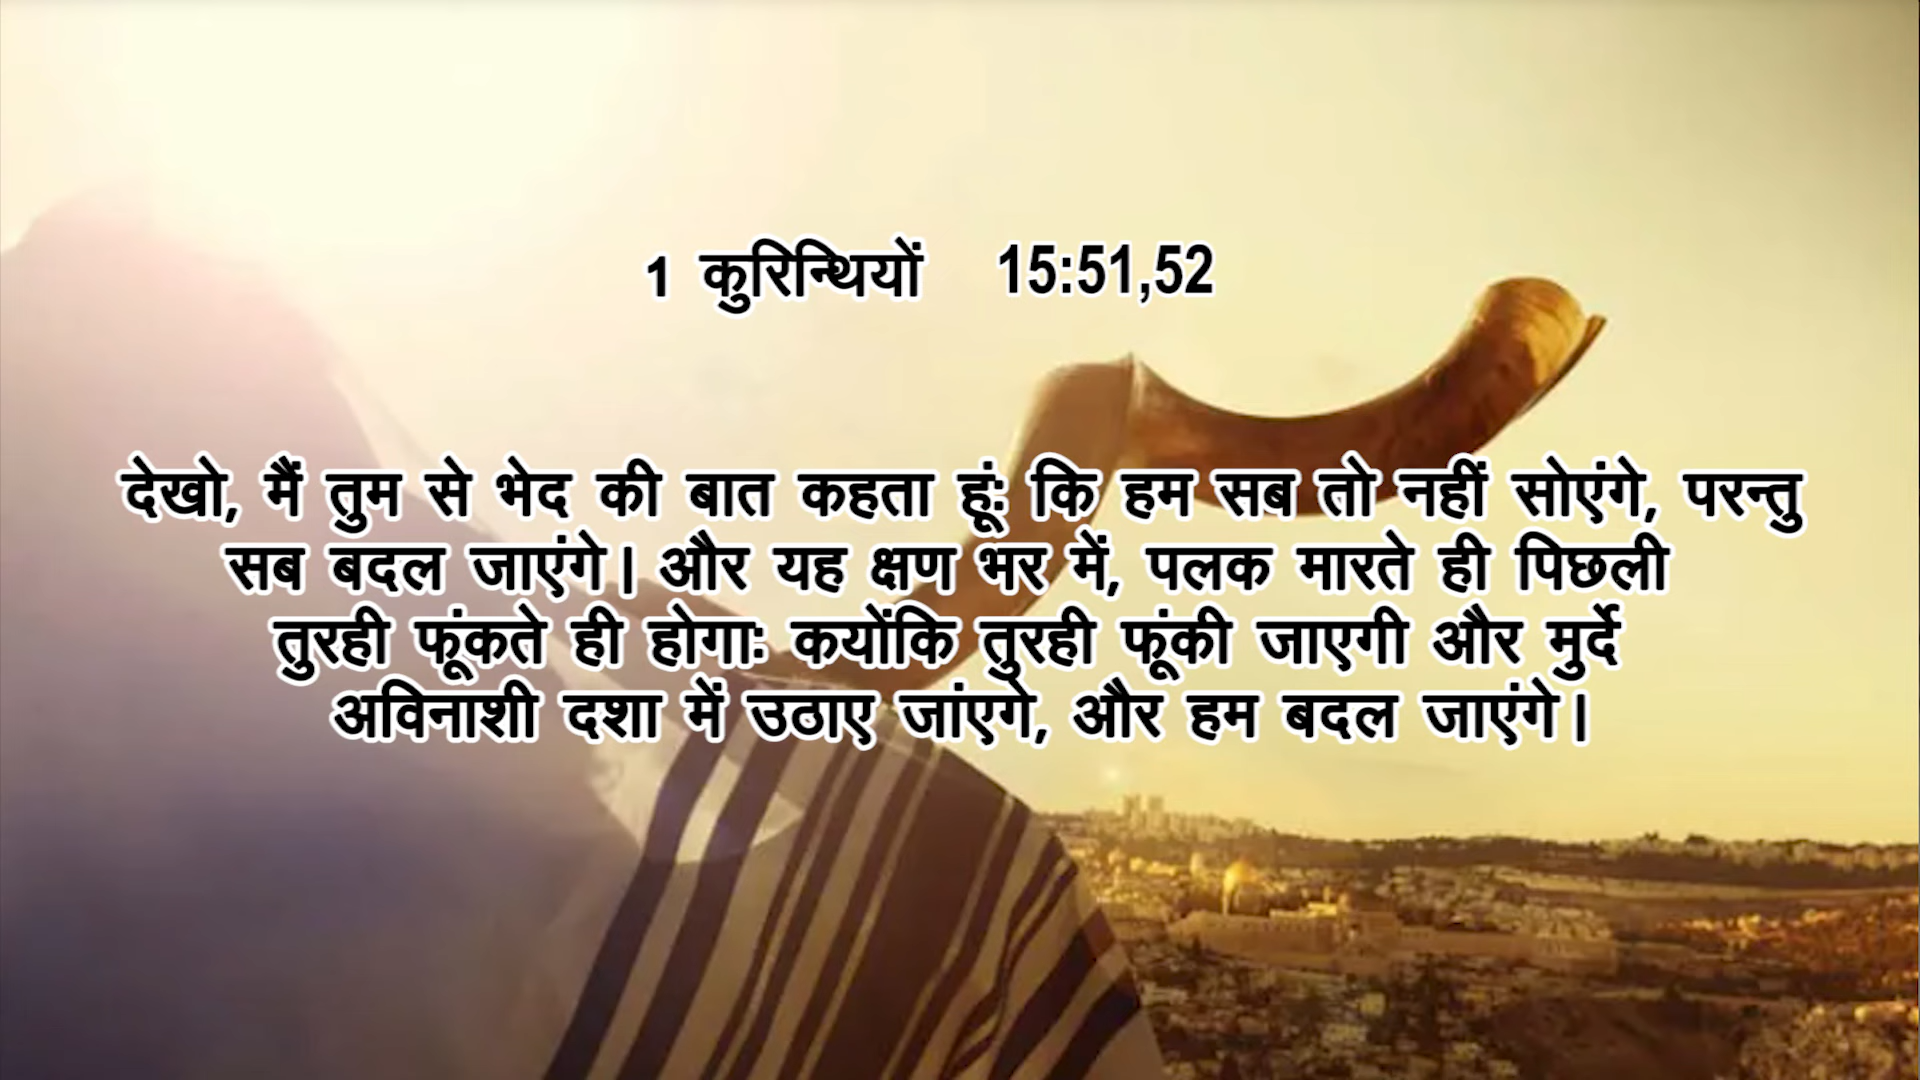 1 कुरिन्थियों 15:51,52
देखो, मैं तुम से भेद की बात कहता हूं: कि हम सब तो नहीं सोएंगे, परन्तु
सब बदल जाएंगे। और यह क्षण भर में, पलक मारते ही पिछली
तुरही फूंकते ही होगाः कयोंकि तुरही फूंकी जाएगी और मुर्दे
अविनाशी दशा में उठाए जांएगे, और हम बदल जाएंगे।